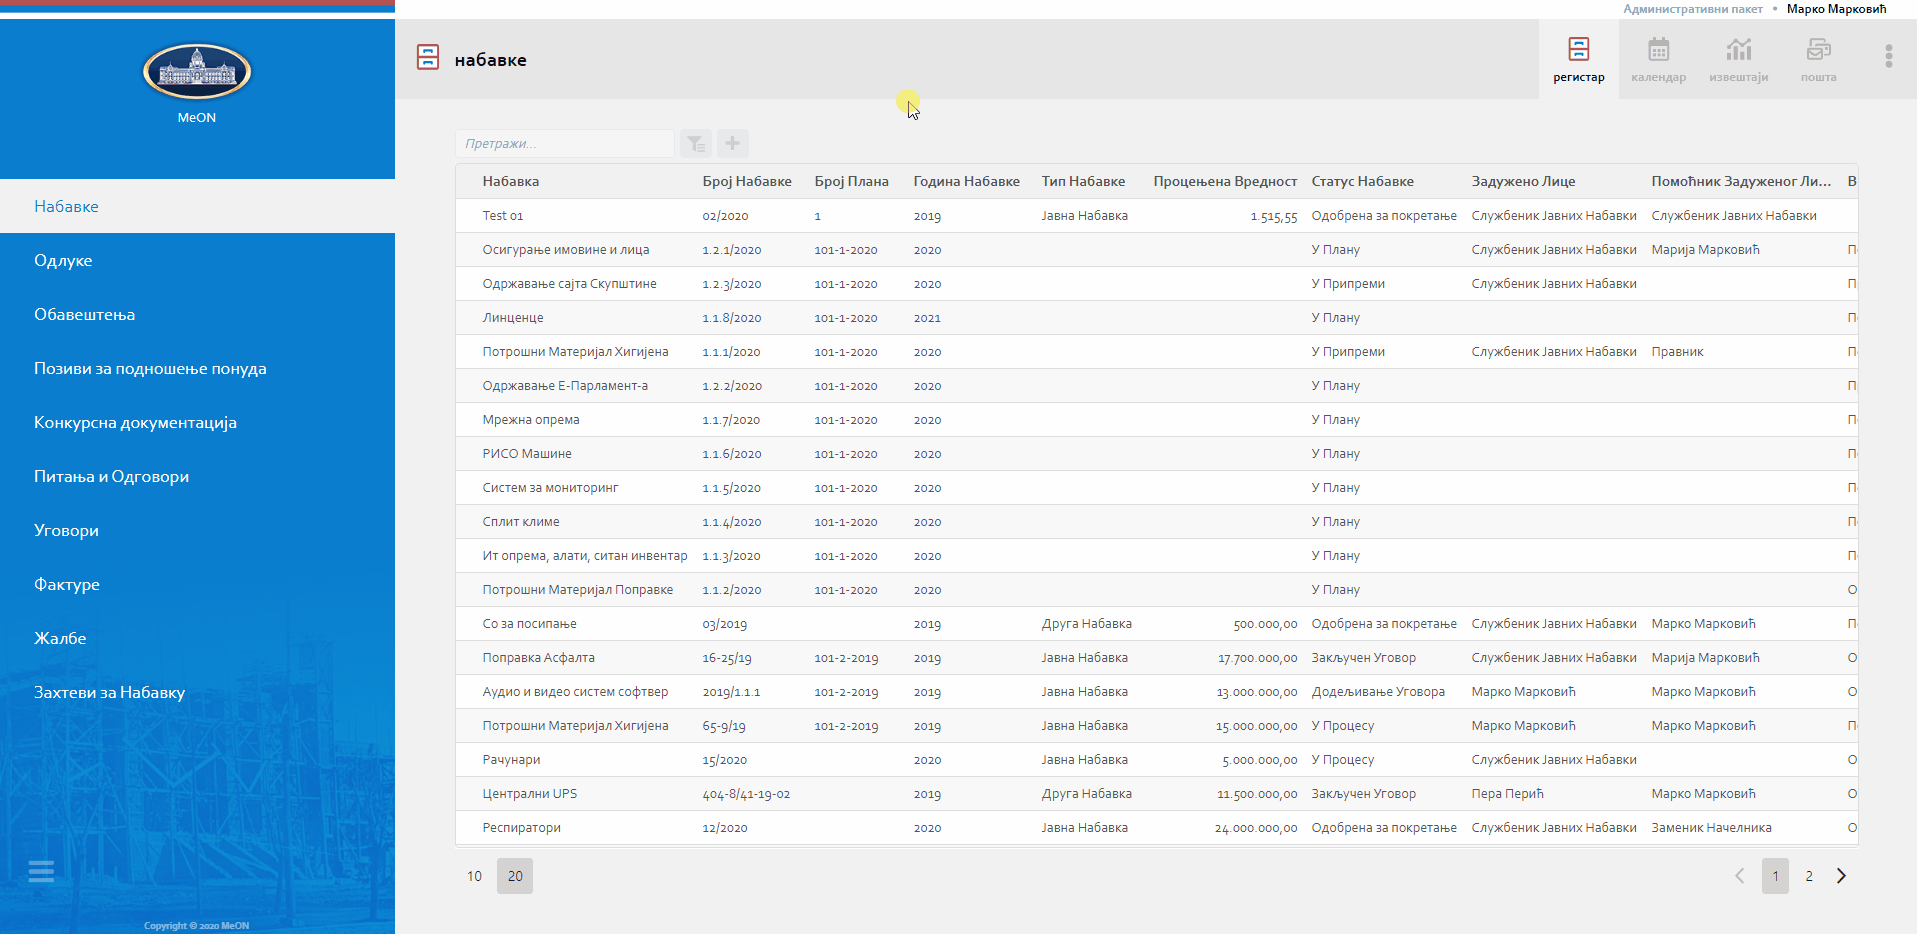 Административни пакет • Марко Марковић
MeON
набавке
регистар
календар
извештаји
пошта
Набавке
Одлуке
Обавештења
Позиви за подношење понуда
Конкурсна документација
Питања и Одговори
Уговори
Фактуре
Жалбе
Захтеви за Набавку
Copyright © 2020 MeON
Претражи...
Набавка Број Набавке Број Плана Година Набавке Тип Набавке Процењена Вредност Статус Набавке Задужено Лице Помоћник Задуженог Ли... В
Test 01 02/2020 1 2019 Јавна Набавка 1.515,55 Одобрена за покретање Службеник Јавних Набавки Службеник Јавних Набавки
Осигурање имовине и лица 1.2.1/2020 101-1-2020 2020 У Плану Службеник Јавних Набавки Марија Марковић П
Одржавање сајта Скупштине 1.2.3/2020 101-1-2020 2020 У Припреми Службеник Јавних Набавки П
Линценце 1.1.8/2020 101-1-2020 2021 У Плану П
Потрошни Материјал Хигијена 1.1.1/2020 101-1-2020 2020 У Припреми Службеник Јавних Набавки Правник П
Одржавање Е-Парламент-а 1.2.2/2020 101-1-2020 2020 У Плану П
Мрежна опрема 1.1.7/2020 101-1-2020 2020 У Плану П
РИСО Машине 1.1.6/2020 101-1-2020 2020 У Плану П
Систем за мониторинг 1.1.5/2020 101-1-2020 2020 У Плану П
Сплит климе 1.1.4/2020 101-1-2020 2020 У Плану П
Ит опрема, алати, ситан инвентар 1.1.3/2020 101-1-2020 2020 У Плану П
Потрошни Материјал Поправке 1.1.2/2020 101-1-2020 2020 У Плану О
Со за посипање 03/2019 2019 Друга Набавка 500.000,00 Одобрена за покретање Службеник Јавних Набавки Марко Марковић П
Поправка Асфалта 16-25/19 101-2-2019 2019 Јавна Набавка 17.700.000,00 Закључен Уговор Службеник Јавних Набавки Марија Марковић О
Аудио и видео систем софтвер 2019/1.1.1 101-2-2019 2019 Јавна Набавка 13.000.000,00 Додељивање Уговора Марко Марковић Марко Марковић О
Потрошни Материјал Хигијена 65-9/19 101-2-2019 2019 Јавна Набавка 15.000.000,00 У Процесу Марко Марковић Марко Марковић П
Рачунари 15/2020 2020 Јавна Набавка 5.000.000,00 У Процесу Службеник Јавних Набавки О
Централни UPS 404-8/41-19-02 2019 Друга Набавка 11.500.000,00 Закључен Уговор Пера Перић Марко Марковић О
Респиратори 12/2020 2020 Јавна Набавка 24.000.000,00 Одобрена за покретање Службеник Јавних Набавки Заменик Начелника О
10 20
1 2